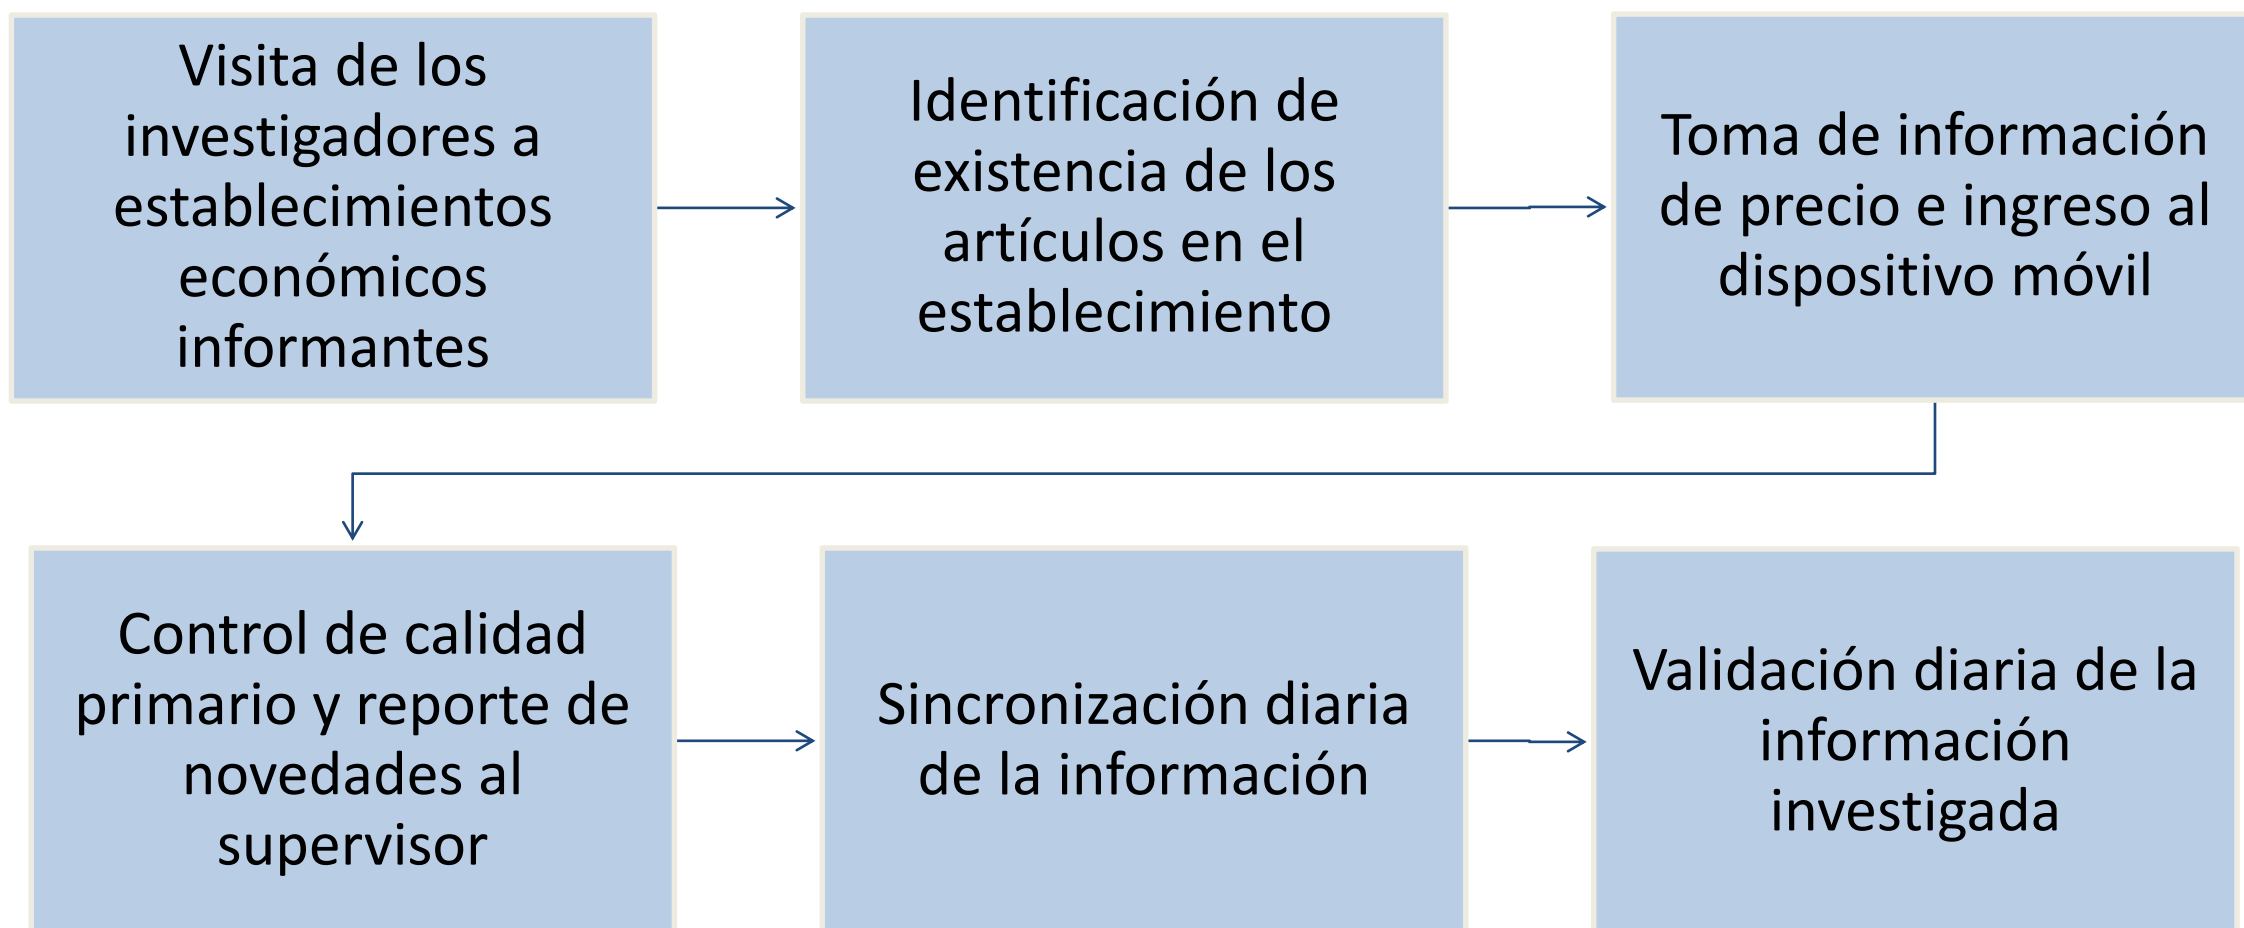 Visita de los
investigadores a
establecimientos
económicos
informantes
Identificación de
existencia de los
artículos en el
establecimiento
Toma de información
de precio e ingreso al
dispositivo móvil
Control de calidad
primario y reporte de
novedades al
supervisor
Sincronización diaria
de la información
Validación diaria de la
información
investigada